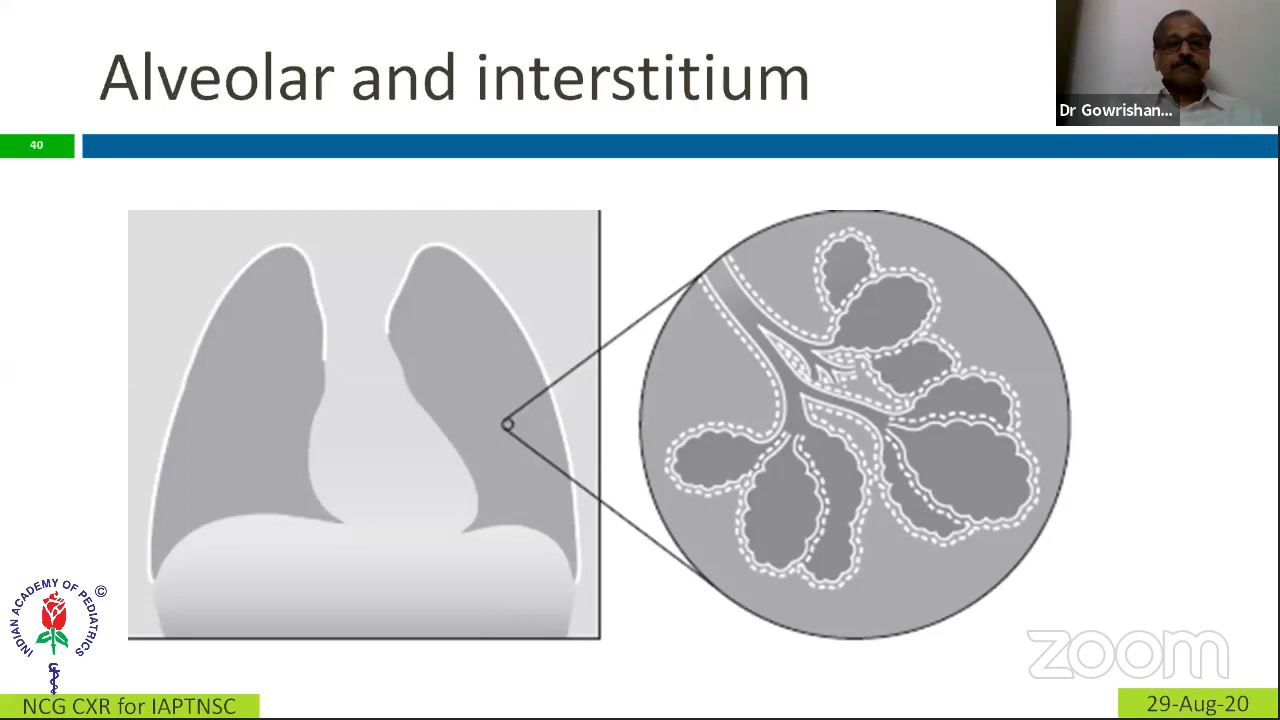 Alveolar and interstitium
Dr Gowrishan...
40
INDIAN ACADEMY OF PEDIATRICS
©
zoom
NCG CXR for IAPTNSC
29-Aug-20